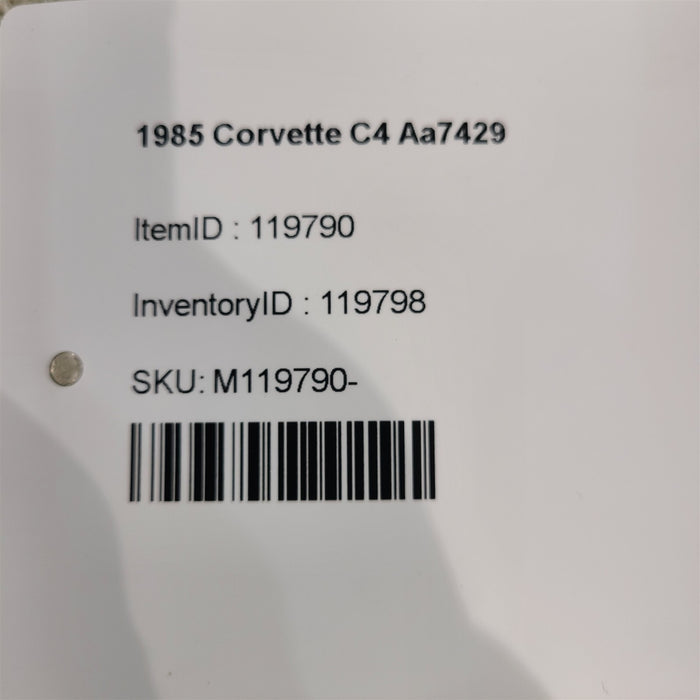 1985 Corvette C4 Aa7429
ItemID : 119790
InventoryID : 119798
SKU: M119790-